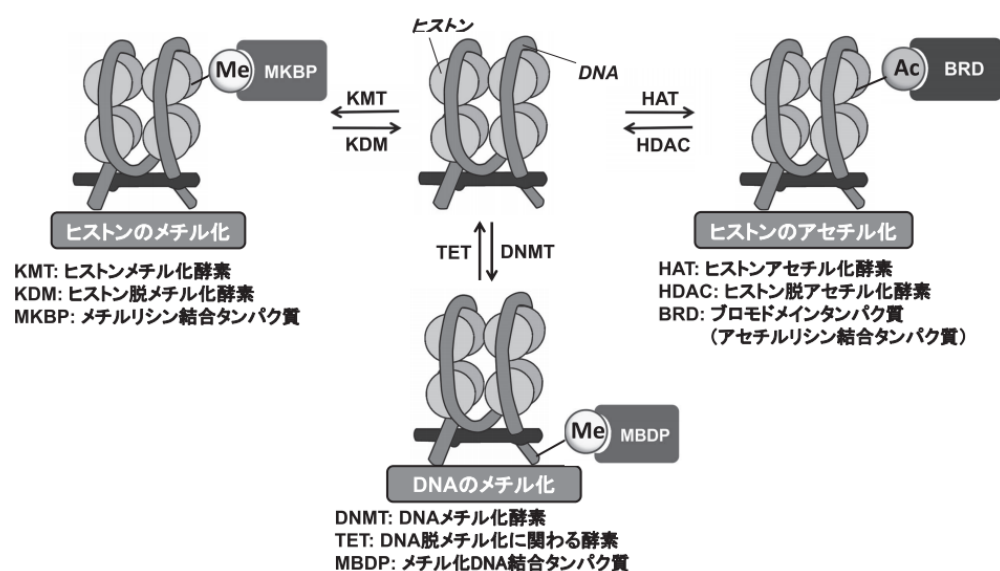 ヒストン
DNA
Me
MKBP
KMT
KDM
HAT
HDAC
Ac
BRD
ヒストンのメチル化
KMT: ヒストンメチル化酵素
KDM: ヒストン脱メチル化酵素
MKBP: メチルリシン結合タンパク質
TET
DNMT
ヒストンのアセチル化
HAT: ヒストンアセチル化酵素
HDAC: ヒストン脱アセチル化酵素
BRD: ブロモドメインタンパク質
（アセチルリシン結合タンパク質）
Me
MBDP
DNAのメチル化
DNMT: DNAメチル化酵素
TET: DNA脱メチル化に関わる酵素
MBDP: メチル化DNA結合タンパク質